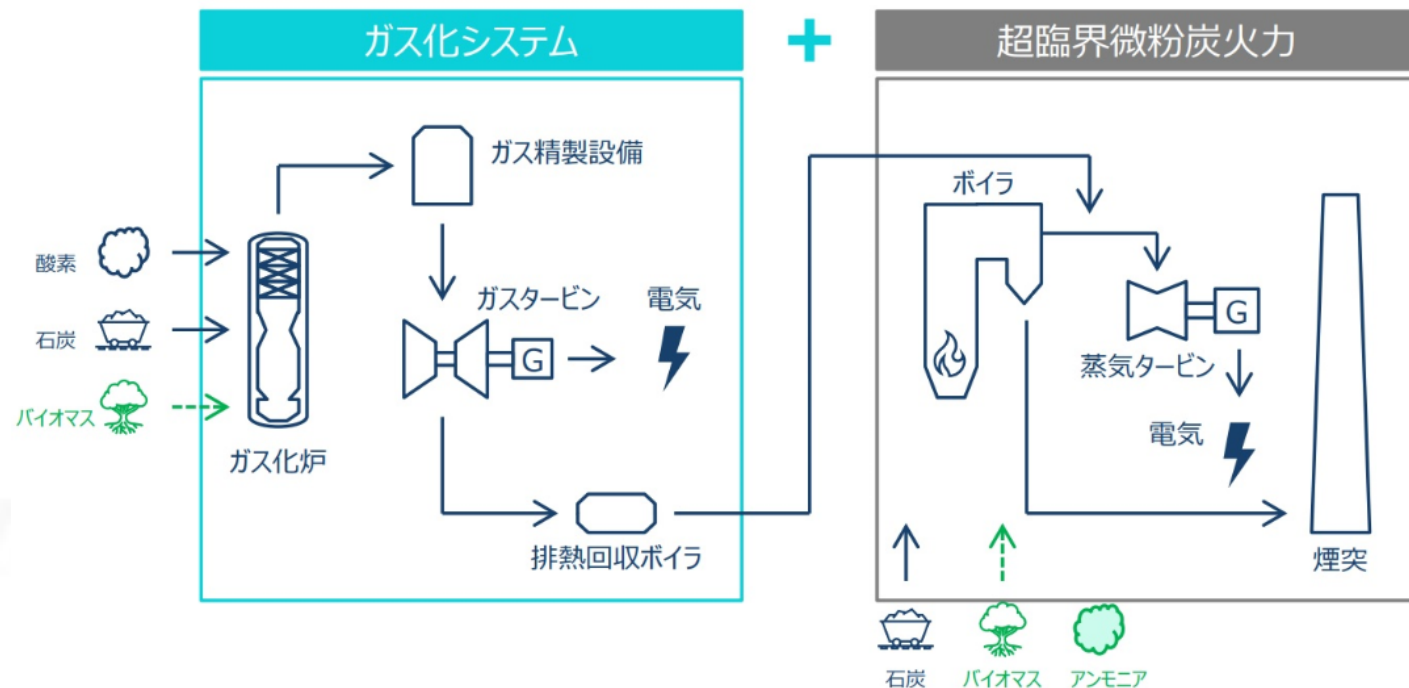 ガス化システム
+
超臨界微粉炭火力
ガス精製設備
酸素
石炭
バイオマス
ガス化炉
ガスタービン
G
電気
排熱回収ボイラ
ボイラ
G
蒸気タービン
電気
煙突
石炭
バイオマス
アンモニア